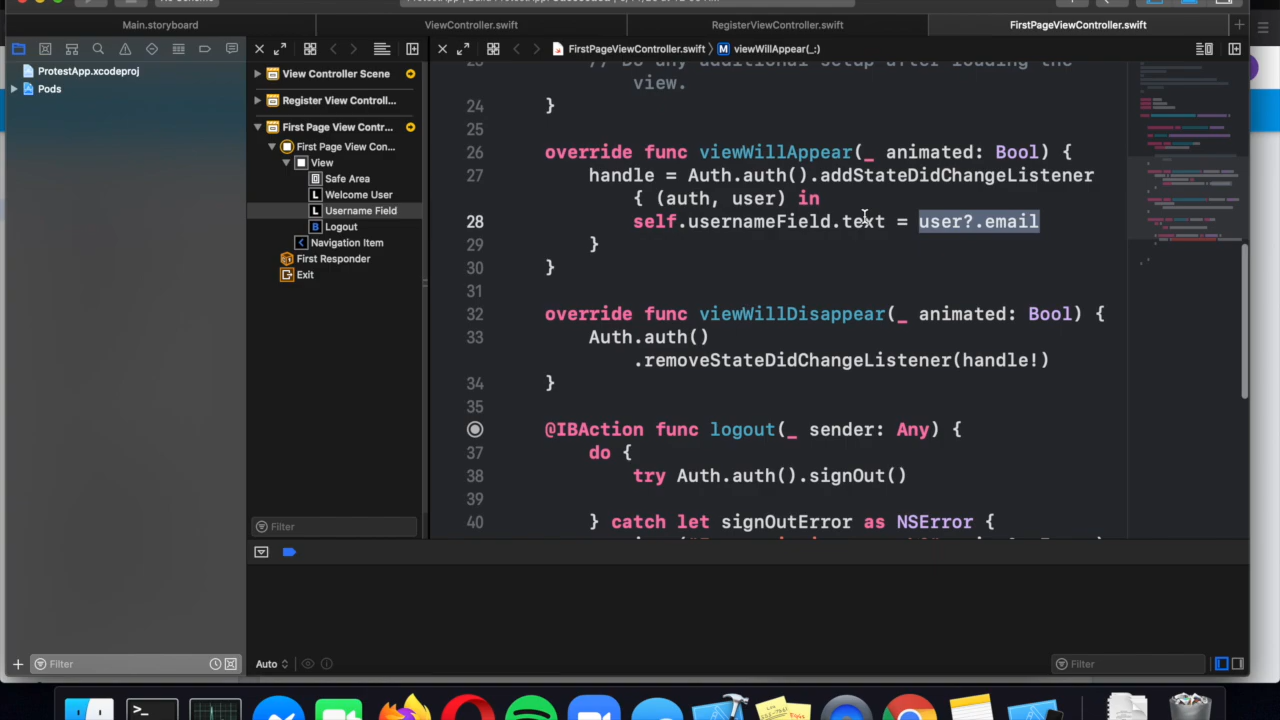 Main.storyboard
ViewController.swift
RegisterViewController.swift
FirstPageViewController.swift
ProtestApp.xcodeproj
Pods
View Controller Scene
Register View Controll...
First Page View Contr...
First Page View Con...
View
Safe Area
Welcome User
Username Field
Logout
Navigation Item
First Responder
Exit
Filter
FirstPageViewController.swift
viewWillAppear(_:)
view.
24 }
25
26 override func viewWillAppear(_ animated: Bool) {
27 handle = Auth.auth().addStateDidChangeListener
{ (auth, user) in
28 self.usernameField.text = user?.email
29 }
30 }
31
32 override func viewWillDisappear(_ animated: Bool) {
33 Auth.auth()
.removeStateDidChangeListener(handle!)
34 }
35
@IBAction func logout(_ sender: Any) {
37 do {
38 try Auth.auth().signOut()
39
40 } catch let signOutError as NSError {
Filter
Auto
Filter